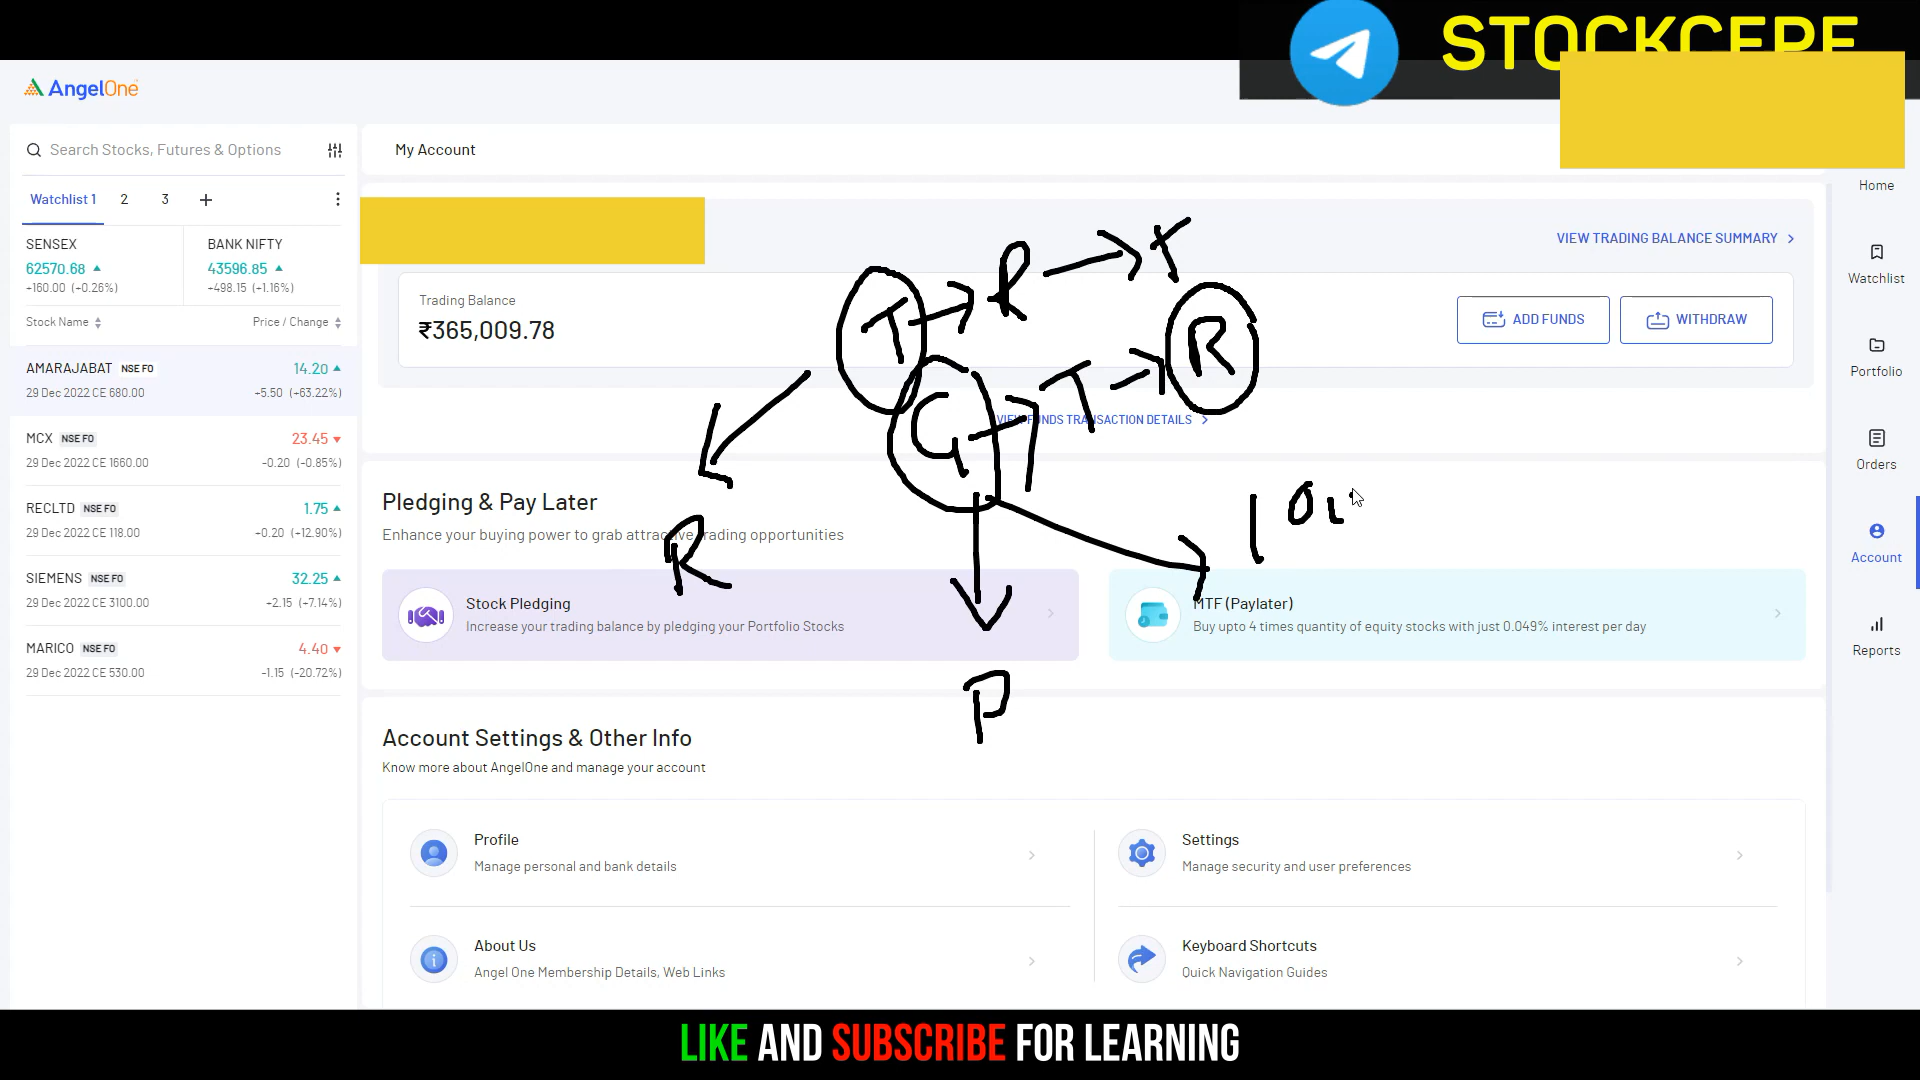 STOCKCEPE
AngelOne
Search Stocks, Futures & Options
My Account
Home
Watchlist 1 2 3 +
SENSEX BANK NIFTY
62570.68 43596.85
+160.00 (+0.26%) +498.15 (+1.16%)
Stock Name Price / Change
AMARAJABAT NSE FO 14.20
29 Dec 2022 CE 680.00 +5.50 (+63.22%)
MCX NSE FO 23.45
29 Dec 2022 CE 1660.00 -0.20 (-0.85%)
RECLTD NSE FO 1.75
29 Dec 2022 CE 118.00 +0.20 (+12.90%)
SIEMENS NSE FO 32.25
29 Dec 2022 CE 3100.00 +2.15 (+7.14%)
MARICO NSE FO 4.40
29 Dec 2022 CE 530.00 -1.15 (-20.72%)
VIEW TRADING BALANCE SUMMARY
Trading Balance
₹365,009.78
ADD FUNDS WITHDRAW
VIEW FUNDS TRANSACTION DETAILS
T R
G T R
R
P
Pledging & Pay Later
Enhance your buying power to grab attractive trading opportunities
Stock Pledging
Increase your trading balance by pledging your Portfolio Stocks
MTF (Paylater)
Buy upto 4 times quantity of equity stocks with just 0.049% interest per day
Account Settings & Other Info
Know more about AngelOne and manage your account
Profile
Manage personal and bank details
Settings
Manage security and user preferences
About Us
Angel One Membership Details, Web Links
Keyboard Shortcuts
Quick Navigation Guides
Watchlist
Portfolio
Orders
Account
Reports
LIKE AND SUBSCRIBE FOR LEARNING